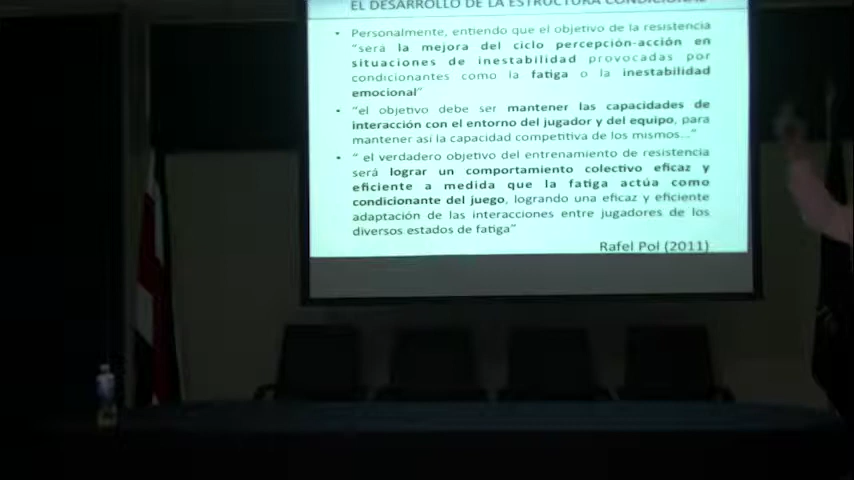 EL DESARROLLO DE LA ESTRUCTURA CONDICIONAL
• Personalmente, entiendo que el objetivo de la resistencia
"será la mejora del ciclo percepción-acción en
situaciones de inestabilidad provocadas por
condicionantes como la fatiga o la inestabilidad
emocional"
• "el objetivo debe ser mantener las capacidades de
interacción con el entorno del jugador y del equipo, para
mantener así la capacidad competitiva de los mismos..."
• " el verdadero objetivo del entrenamiento de resistencia
será lograr un comportamiento colectivo eficaz y
eficiente a medida que la fatiga actúa como
condicionante del juego, logrando una eficaz y eficiente
adaptación de las interacciones entre jugadores de los
diversos estados de fatiga"
Rafel Pol (2011)